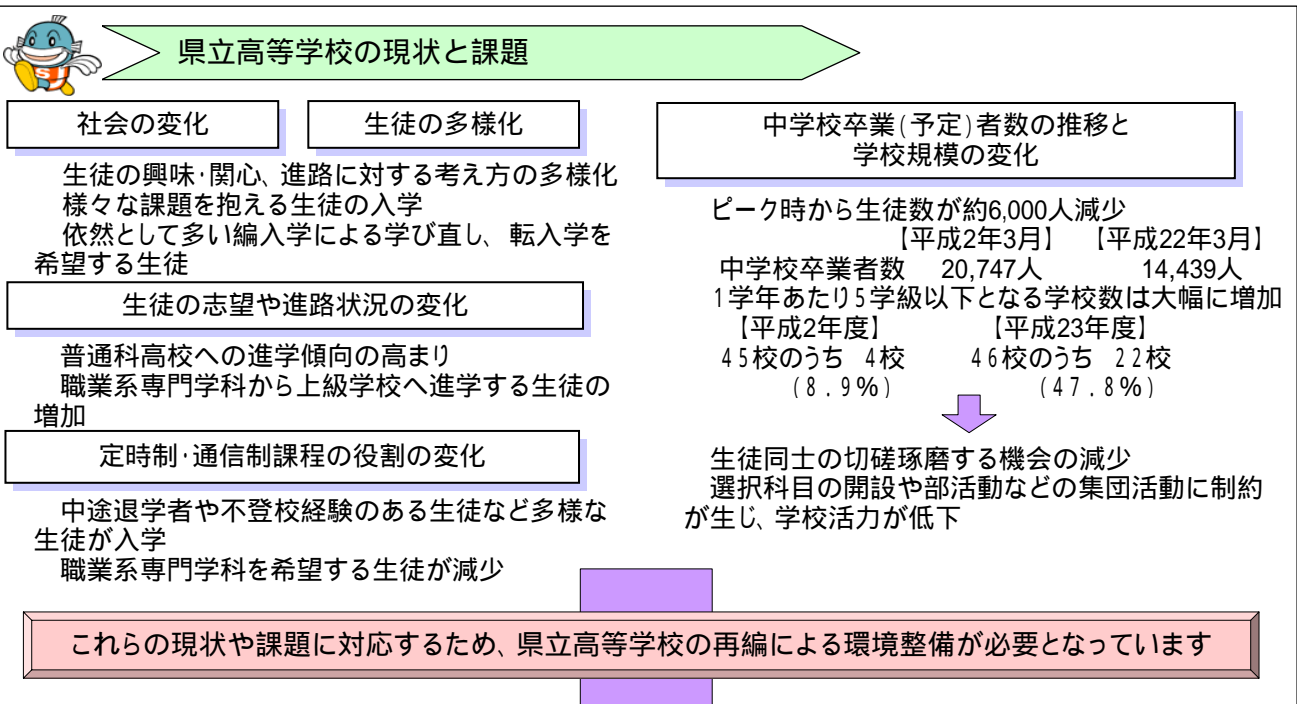 県立高等学校の現状と課題
社会の変化
生徒の多様化
生徒の興味・関心、進路に対する考え方の多様化
様々な課題を抱える生徒の入学
依然として多い編入学による学び直し、転入学を
希望する生徒
生徒の志望や進路状況の変化
普通科高校への進学傾向の高まり
職業系専門学科から上級学校へ進学する生徒の
増加
定時制・通信制課程の役割の変化
中途退学者や不登校経験のある生徒など多様な
生徒が入学
職業系専門学科を希望する生徒が減少
中学校卒業(予定)者数の推移と
学校規模の変化
ピーク時から生徒数が約6,000人減少
【平成2年3月】 【平成22年3月】
中学校卒業者数 20,747人 14,439人
1学年あたり5学級以下となる学校数は大幅に増加
【平成2年度】 【平成23年度】
45校のうち 4校 46校のうち 22校
(8.9%) (47.8%)
生徒同士の切磋琢磨する機会の減少
選択科目の開設や部活動などの集団活動に制約
が生じ、学校活力が低下
これらの現状や課題に対応するため、県立高等学校の再編による環境整備が必要となっています